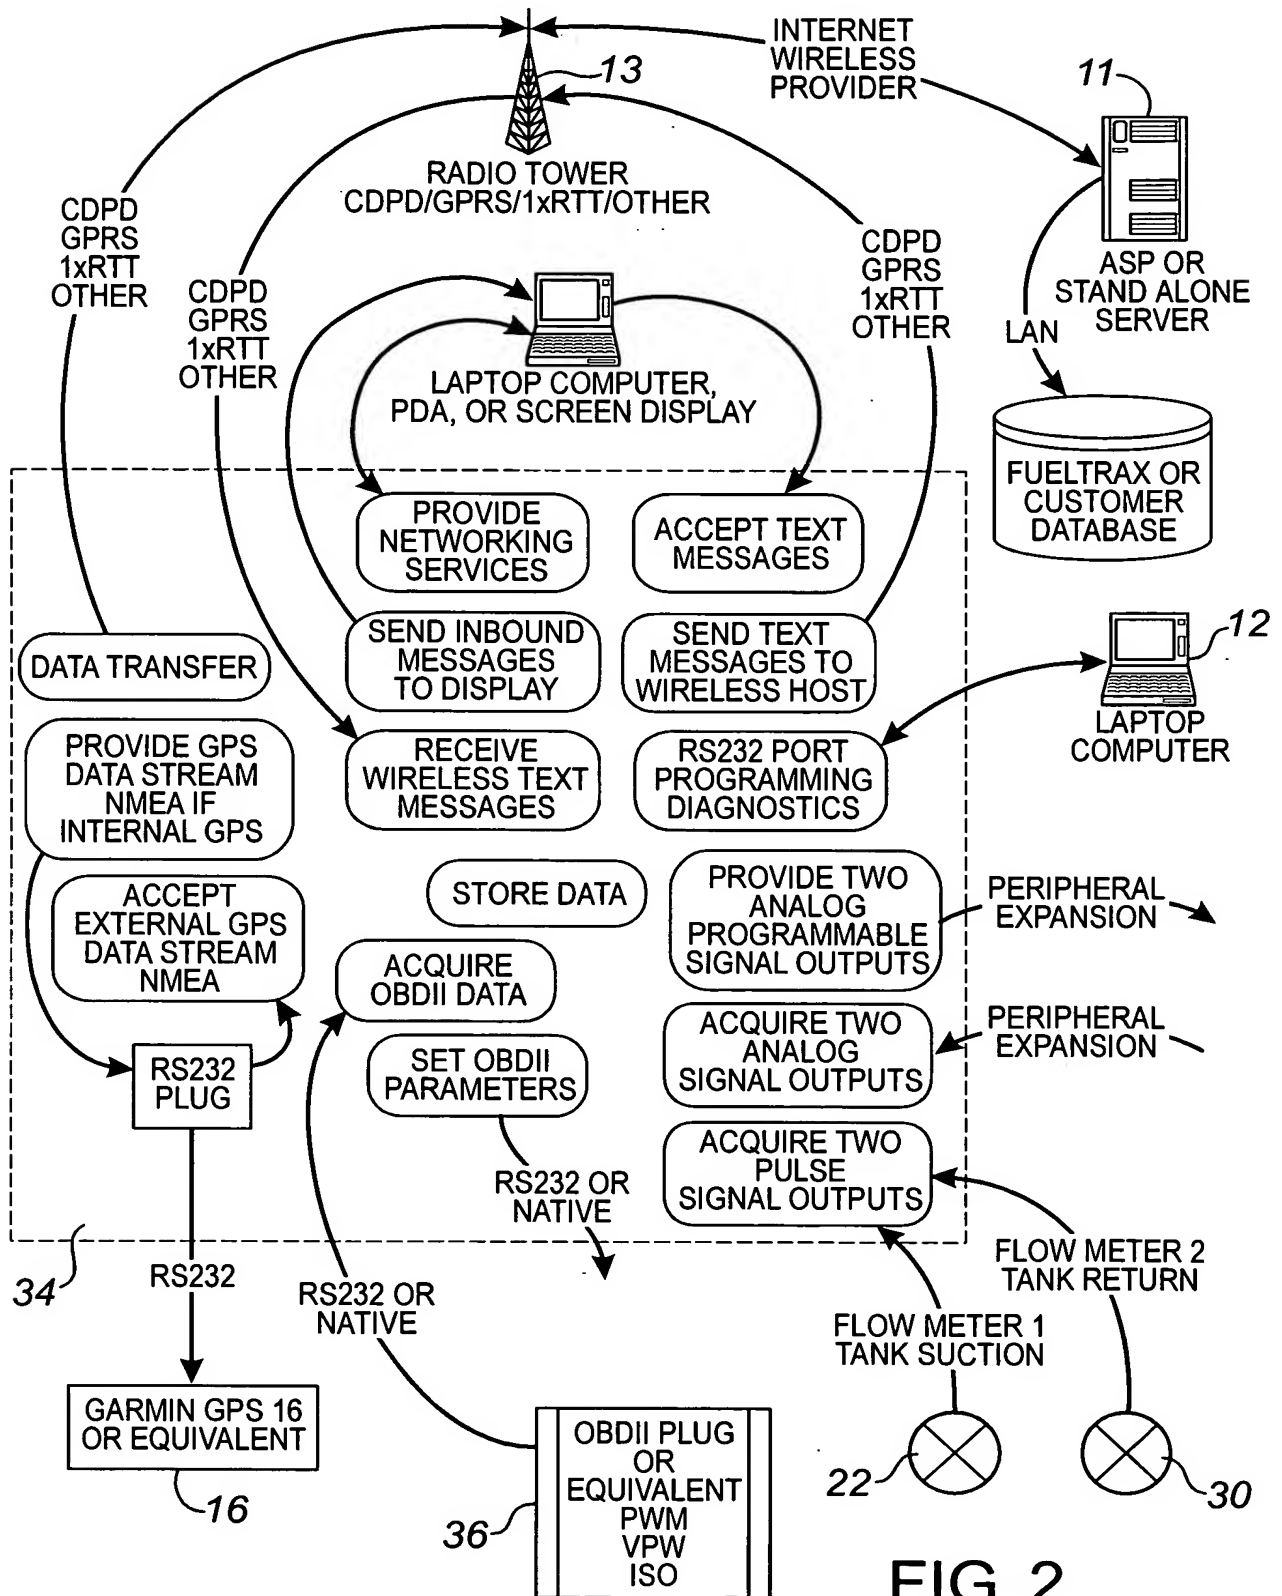 INTERNET
WIRELESS
PROVIDER
13
11
RADIO TOWER
CDPD/GPRS/1xRTT/OTHER
CDPD
GPRS
1xRTT
OTHER
CDPD
GPRS
1xRTT
OTHER
CDPD
GPRS
1xRTT
OTHER
ASP OR
STAND ALONE
SERVER
LAN
LAPTOP COMPUTER,
PDA, OR SCREEN DISPLAY
FUELTRAX OR
CUSTOMER
DATABASE
PROVIDE
NETWORKING
SERVICES
ACCEPT TEXT
MESSAGES
DATA TRANSFER
SEND INBOUND
MESSAGES
TO DISPLAY
SEND TEXT
MESSAGES TO
WIRELESS HOST
12
LAPTOP
COMPUTER
PROVIDE GPS
DATA STREAM
NMEA IF
INTERNAL GPS
RECEIVE
WIRELESS TEXT
MESSAGES
RS232 PORT
PROGRAMMING
DIAGNOSTICS
STORE DATA
PROVIDE TWO
ANALOG
PROGRAMMABLE
SIGNAL OUTPUTS
PERIPHERAL
EXPANSION
ACCEPT
EXTERNAL GPS
DATA STREAM
NMEA
ACQUIRE
OBDII DATA
ACQUIRE TWO
ANALOG
SIGNAL OUTPUTS
PERIPHERAL
EXPANSION
RS232
PLUG
SET OBDII
PARAMETERS
ACQUIRE TWO
PULSE
SIGNAL OUTPUTS
RS232 OR
NATIVE
34
RS232
RS232 OR
NATIVE
FLOW METER 2
TANK RETURN
FLOW METER 1
TANK SUCTION
GARMIN GPS 16
OR EQUIVALENT
16
OBDII PLUG
OR
EQUIVALENT
PWM
VPW
ISO
36
22
30
FIG. 2